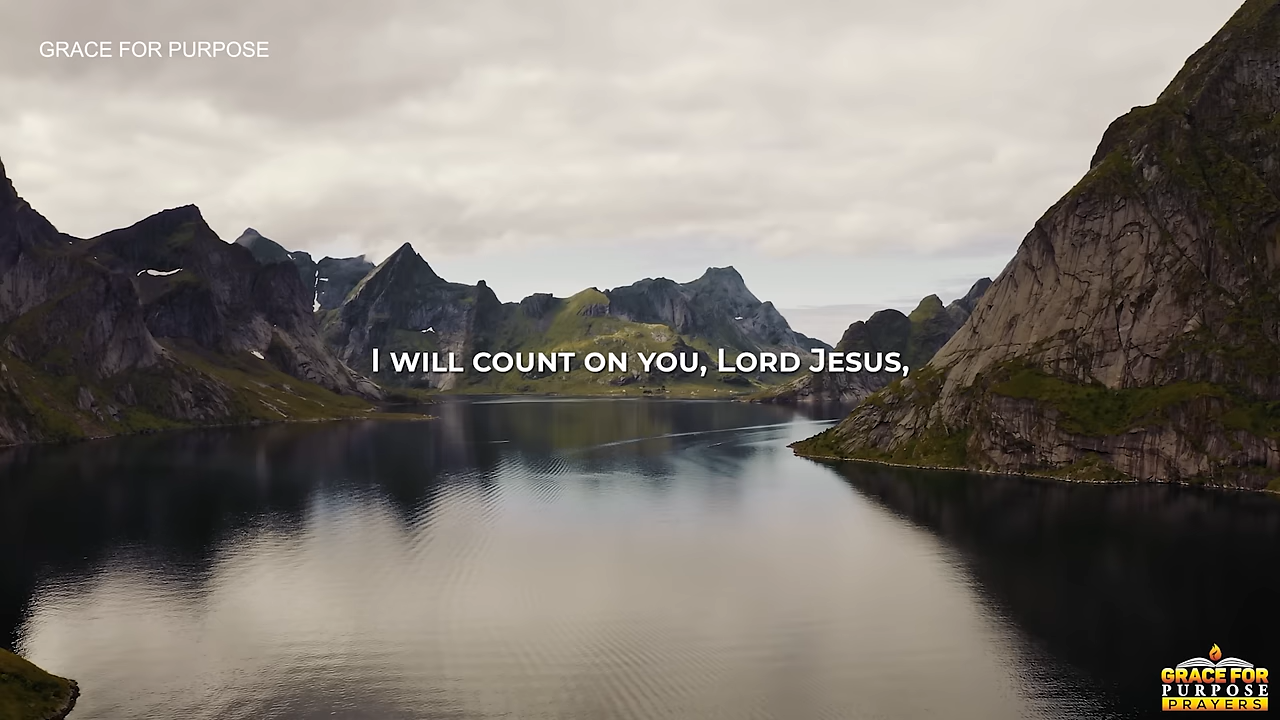 GRACE FOR PURPOSE
I WILL COUNT ON YOU, LORD JESUS,
GRACE FOR
PURPOSE
PRAYERS